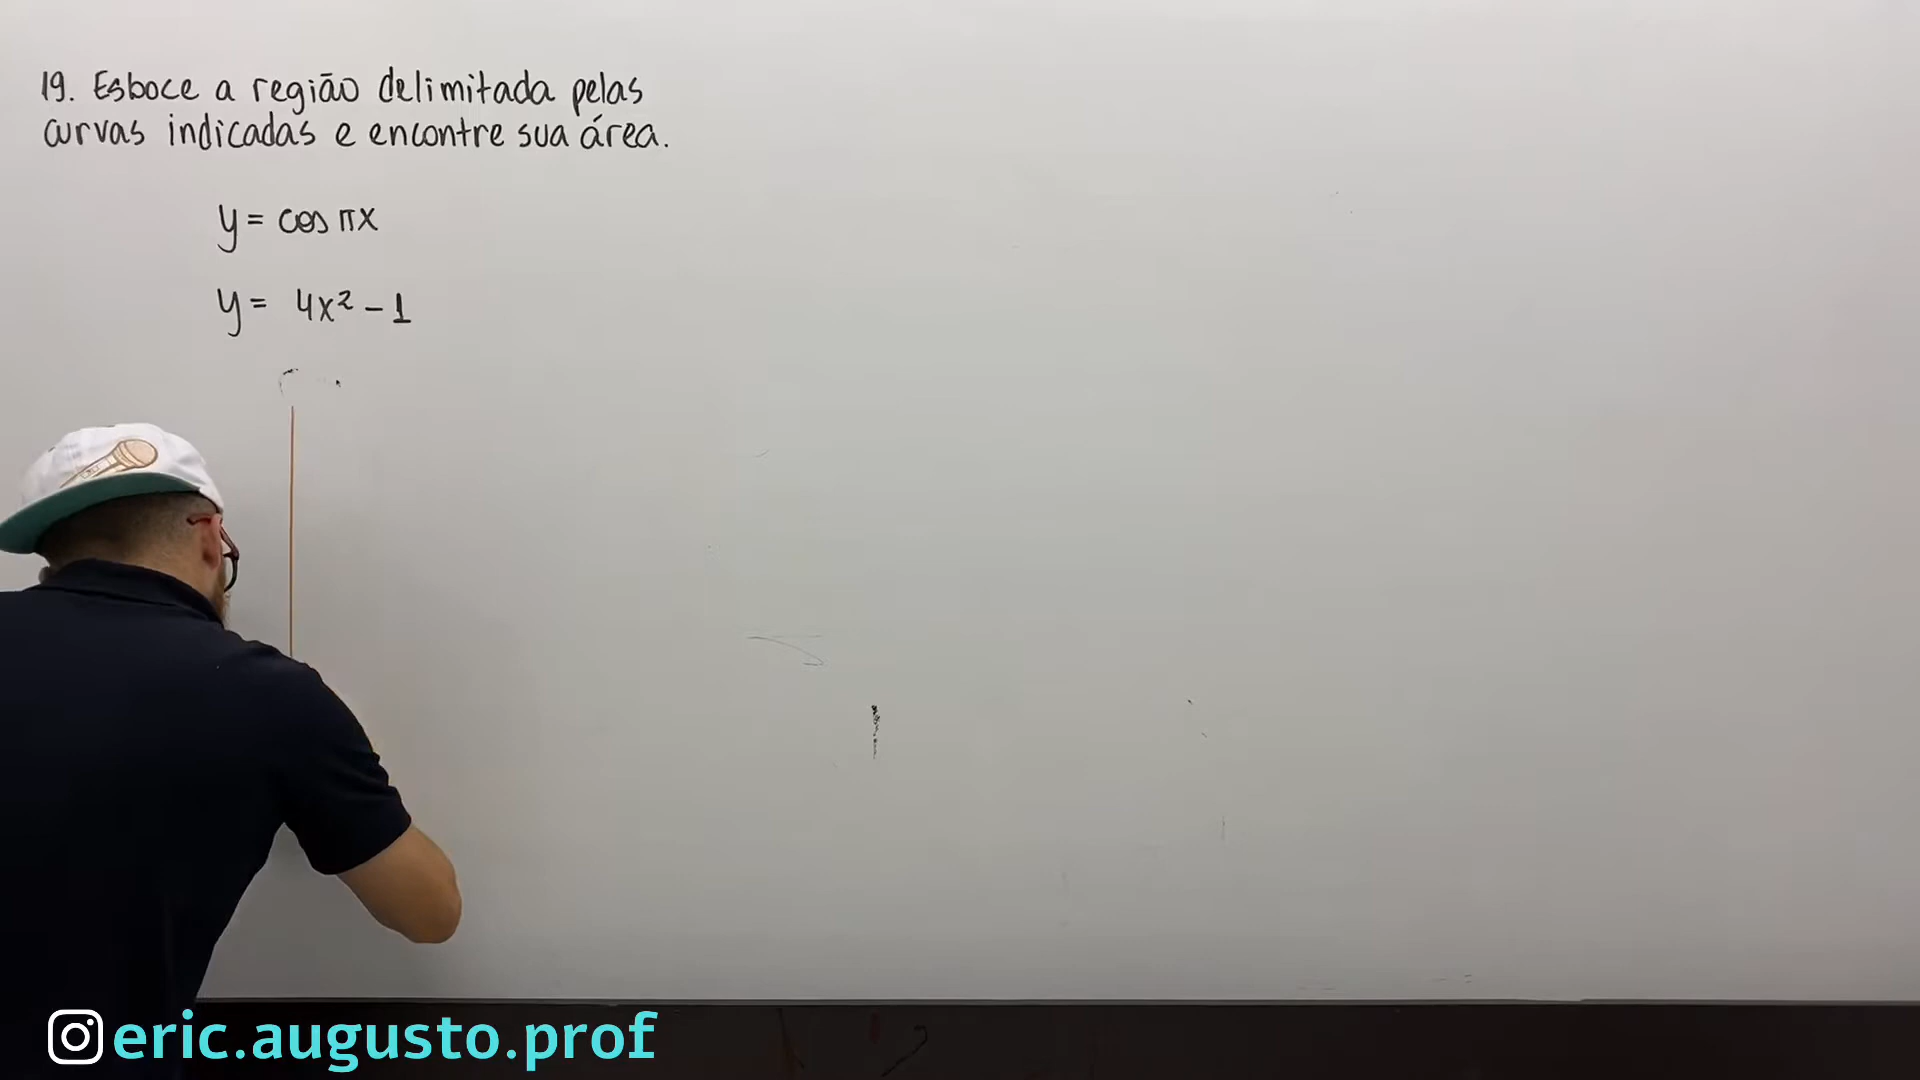 19. Esboce a região delimitada pelas
curvas indicadas e encontre sua área.
y = cos πx
y = 4x² - 1
eric.augusto.prof